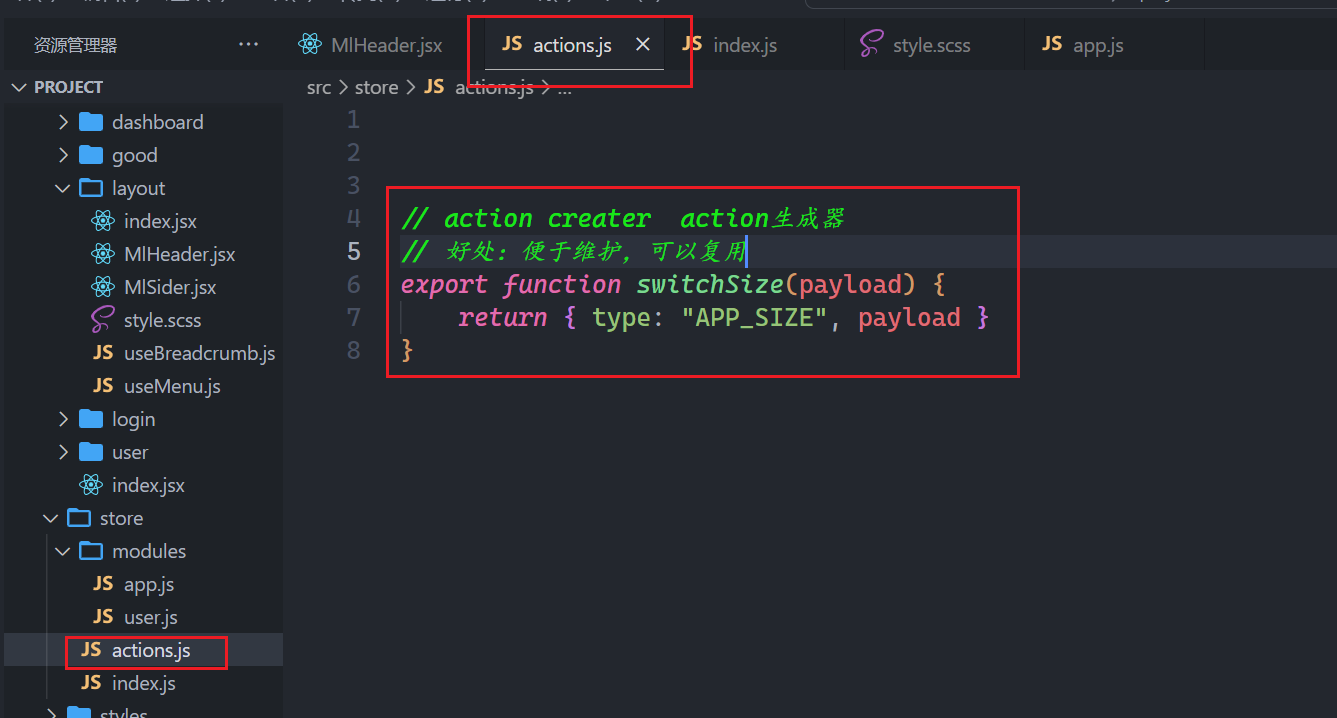 资源管理器 ···
MlHeader.jsx
JS actions.js
JS index.js
style.scss
JS app.js
PROJECT
src > store > JS actions.js > ...
dashboard
good
layout
index.jsx
MlHeader.jsx
MlSider.jsx
style.scss
JS useBreadcrumb.js
JS useMenu.js
login
user
index.jsx
store
modules
JS app.js
JS user.js
JS actions.js
JS index.js
styles
1
2
3
4 // action creater  action生成器
5 // 好处: 便于维护, 可以复用
6 export function switchSize(payload) {
7     return { type: "APP_SIZE", payload }
8 }